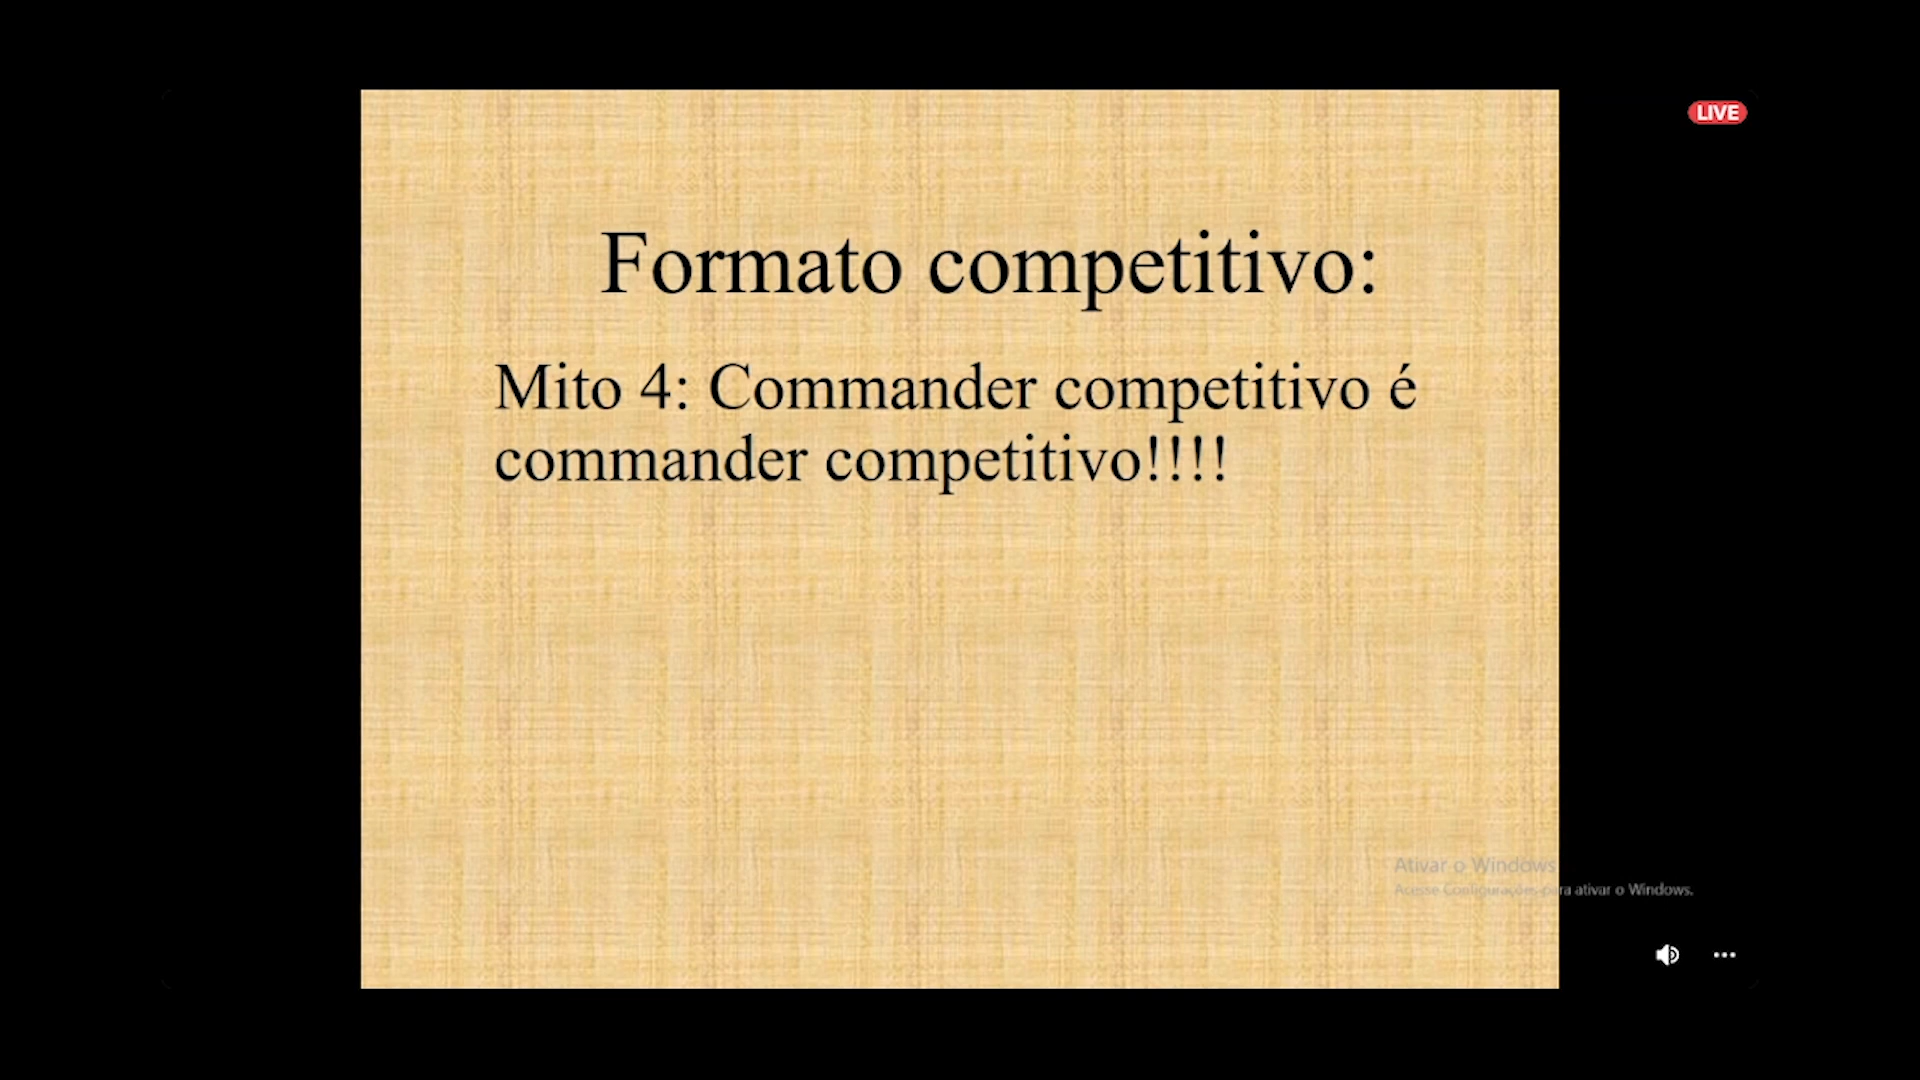 LIVE
Formato competitivo:
Mito 4: Commander competitivo é
commander competitivo!!!!
Ativar o Windows
Acesse Configurações para ativar o Windows.